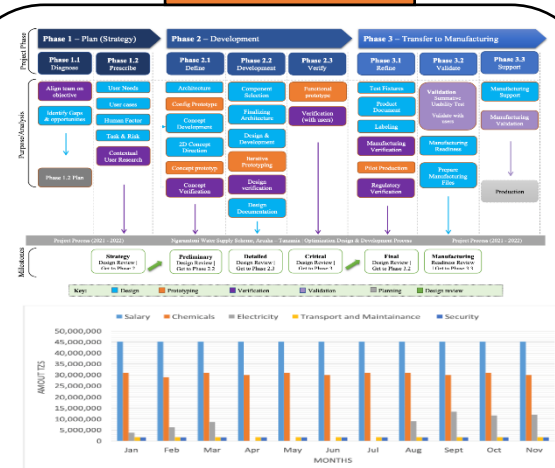 Project Phase
Phase 1 – Plan (Strategy)
Phase 2 – Development
Phase 3 – Transfer to Manufacturing
Phase 1.1
Diagnose
Phase 1.2
Prescribe
Phase 2.1
Define
Phase 2.2
Development
Phase 2.3
Verify
Phase 3.1
Refine
Phase 3.2
Validate
Phase 3.3
Support
Purpose/Analysis
Align team on
objective
Identify Gaps
& opportunities
Phase 1.2 Plan
User Needs
User cases
Human Factor
Task & Risk
Contextual
User Research
Architecture
Config Prototype
Concept
Development
2D Concept
Direction
Concept prototyp
Concept
Verification
Component
Selection
Finalizing
Architecture
Design &
Development
Iterative
Prototyping
Design
verification
Design
Documentation
Functional
prototype
Verification
(with users)
Test Fixtures
Product
Document
Labeling
Manufacturing
Verification
Pilot Production
Regulatory
Verification
Validation
Summative
Usability Test
Validate with
users
Manufacturing
Readiness
Prepare
Manufacturing
Files
Manufacturing
Support
Manufacturing
Validation
Production
Project Process (2021 - 2022)
Water Supply Scheme, Arusha – Tanzania - Optimisation Design & Development Process
Project Process (2021 - 2022)
Milestones
Strategy
Design Review |
Get to Phase 2
Preliminary
Design Review |
Get to Phase 2.2
Detailed
Design Review |
Get to Phase 2.3
Critical
Design Review |
Get to Phase 3
Final
Design Review |
Get to Phase 3.2
Manufacturing
Readiness Review
| Get to Phase 3.3
Key:
Design
Prototyping
Verification
Validation
Planning
Design review
Salary
Chemicals
Electricity
Transport and Maintainance
Security
AMOUT TZS
50,000,000
45,000,000
40,000,000
35,000,000
30,000,000
25,000,000
20,000,000
15,000,000
10,000,000
5,000,000
0
Jan Feb Mar Apr May Jun Jul Aug Sept Oct Nov
MONTHS